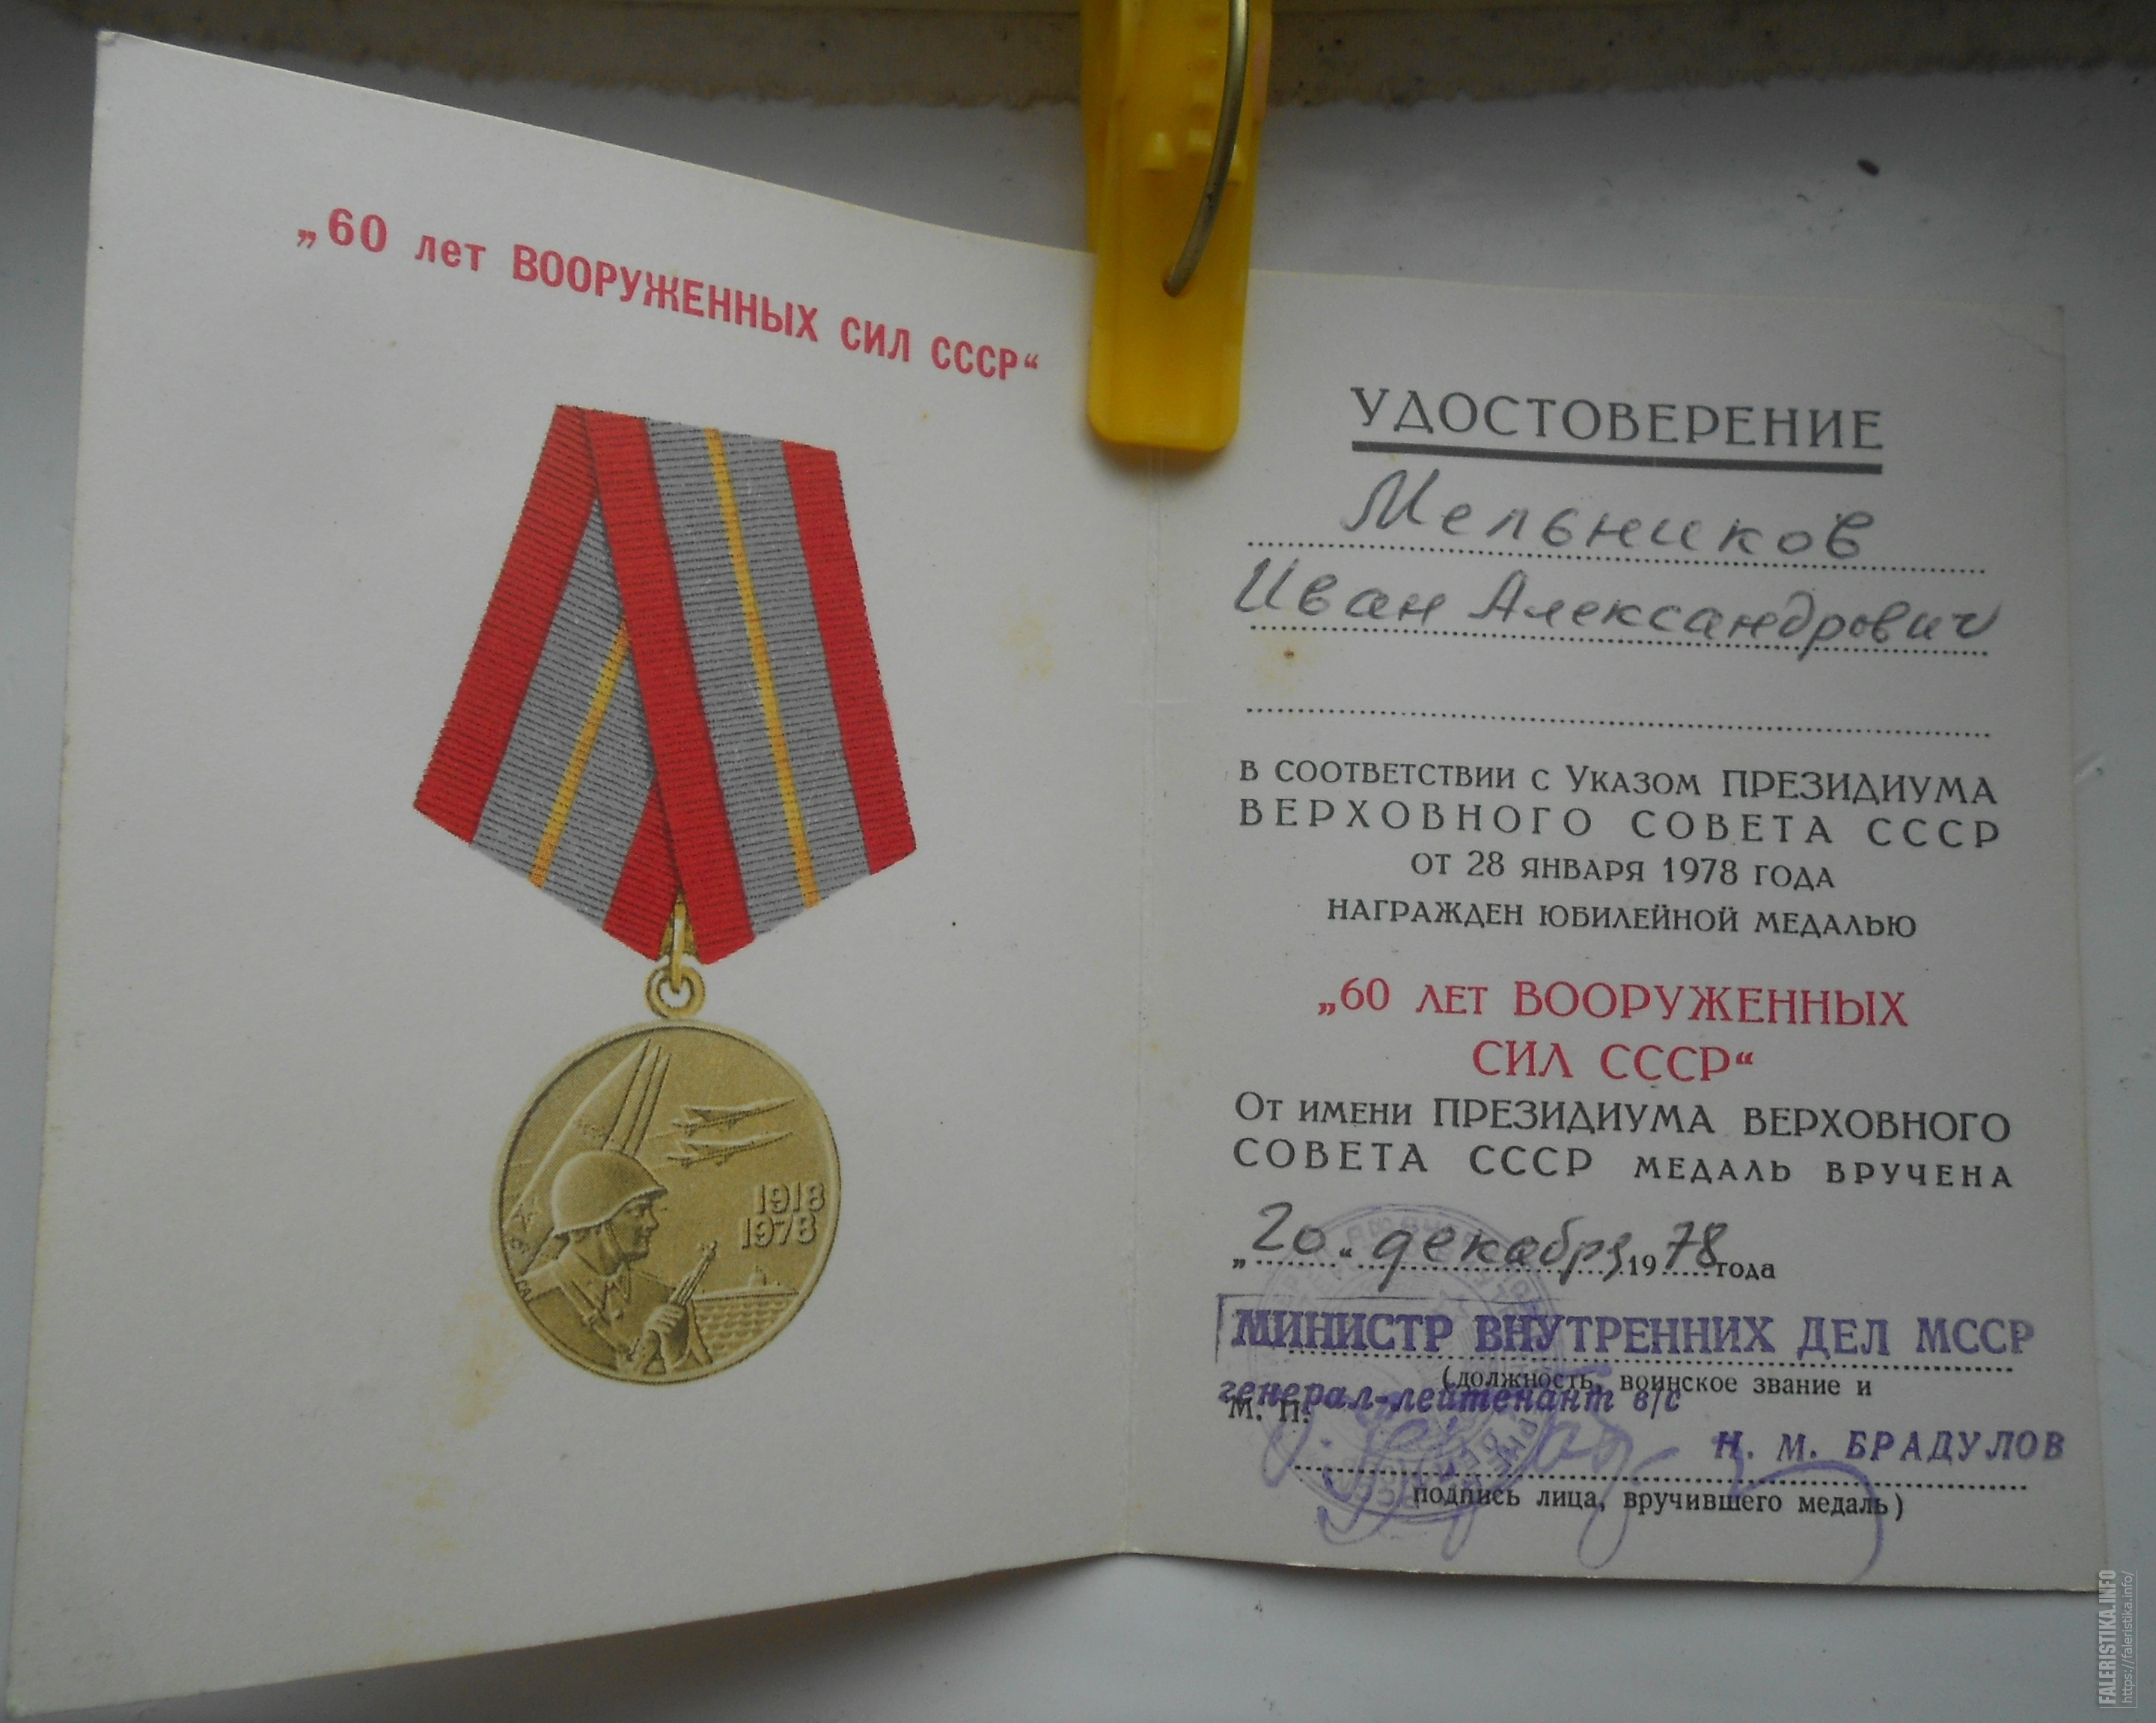 „60 лет ВООРУЖЕННЫХ СИЛ СССР“
1918
1978
УДОСТОВЕРЕНИЕ
Мельников
Иван Александрович
В СООТВЕТСТВИИ С УКАЗОМ ПРЕЗИДИУМА
ВЕРХОВНОГО СОВЕТА СССР
ОТ 28 ЯНВАРЯ 1978 ГОДА
НАГРАЖДЕН ЮБИЛЕЙНОЙ МЕДАЛЬЮ
„60 ЛЕТ ВООРУЖЕННЫХ
СИЛ СССР“
ОТ ИМЕНИ ПРЕЗИДИУМА ВЕРХОВНОГО
СОВЕТА СССР МЕДАЛЬ ВРУЧЕНА
„20“ декабря 1978 года
МИНИСТР ВНУТРЕННИХ ДЕЛ МССР
(должность, воинское звание и
генерал-лейтенант в/с
М. П.
Н. М. БРАДУЛОВ
подпись лица, вручившего медаль)
FALERISTIKA.INFO
https://faleristika.info/